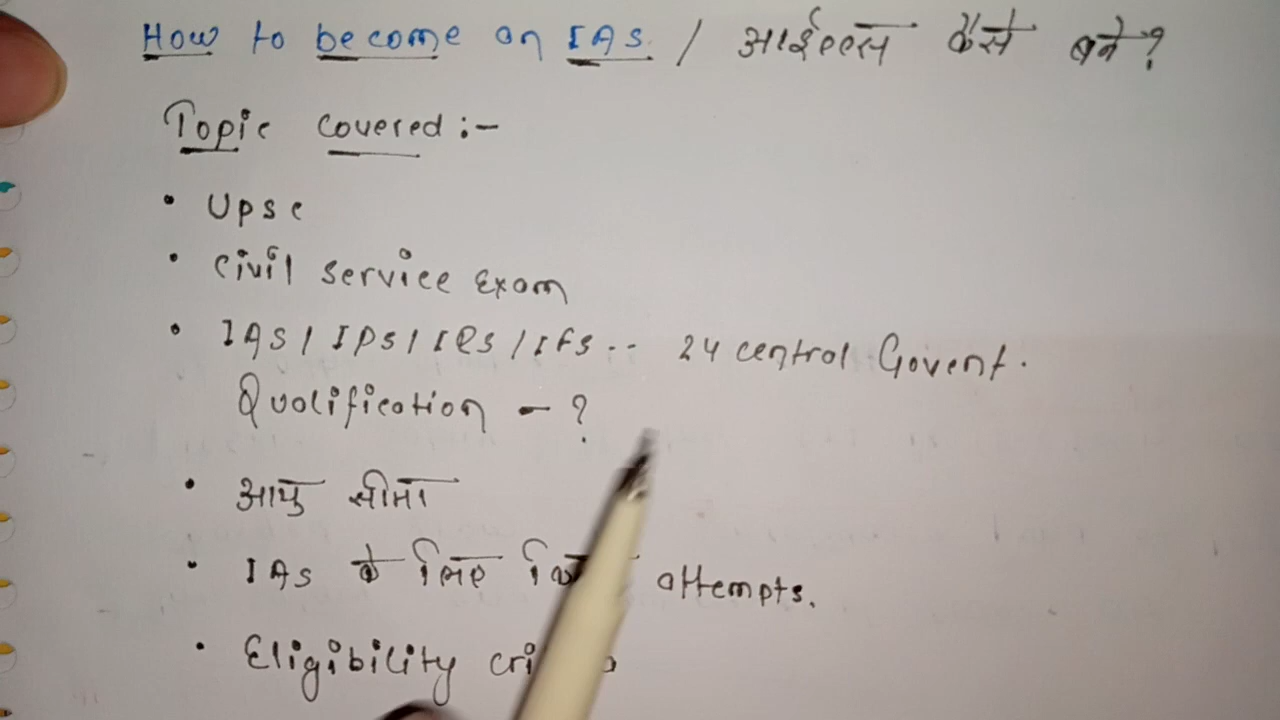 How to become an IAS. / आईएएस कैसे बने ?
Topic covered :-
• Upsc
• Civil Service Exam
• IAS / IPS / IRS / IFS .. 24 central Govent.
Qualification - ?
• आयु सीमा
• IAS के लिए attempts.
• Eligibility